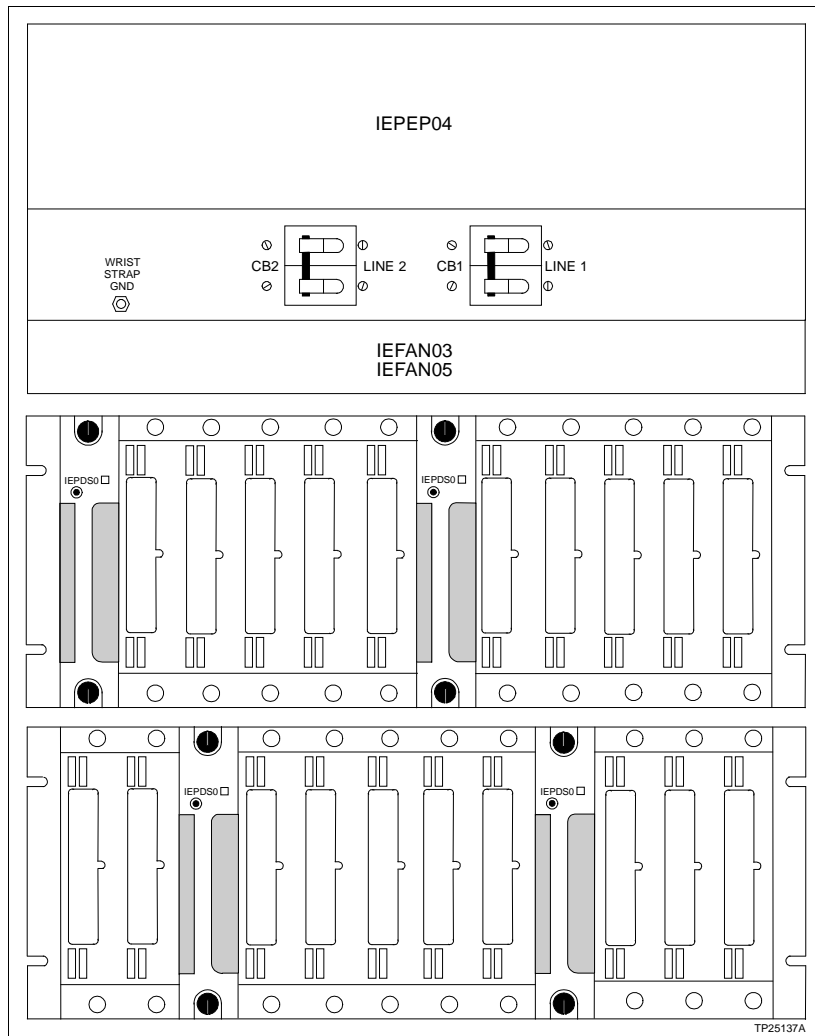 IEPEP04
WRIST
STRAP
GND
CB2
LINE 2
CB1
LINE 1
IEFAN03
IEFAN05
IEPDS0
IEPDS0
IEPDS0
IEPDS0
TP25137A